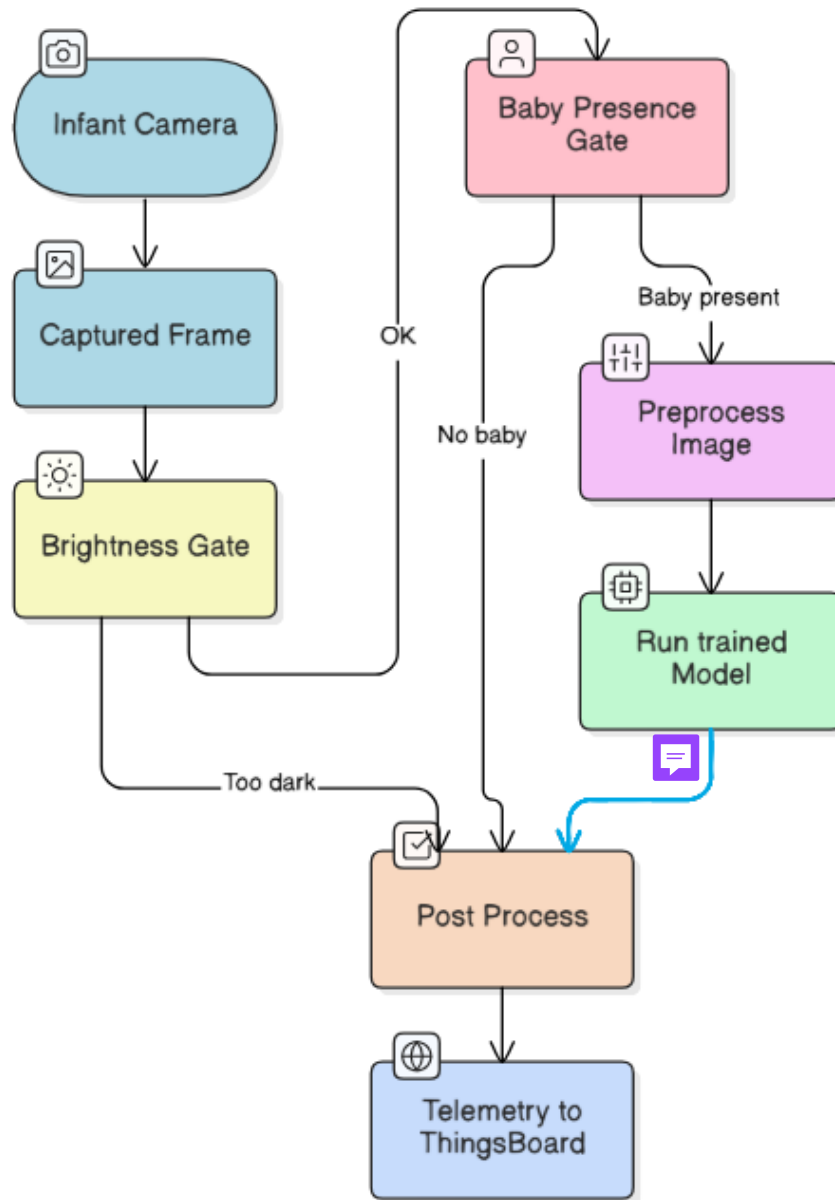 Infant Camera
Captured Frame
Brightness Gate
OK
Too dark
Baby Presence
Gate
No baby
Baby present
Preprocess
Image
Run trained
Model
Post Process
Telemetry to
ThingsBoard